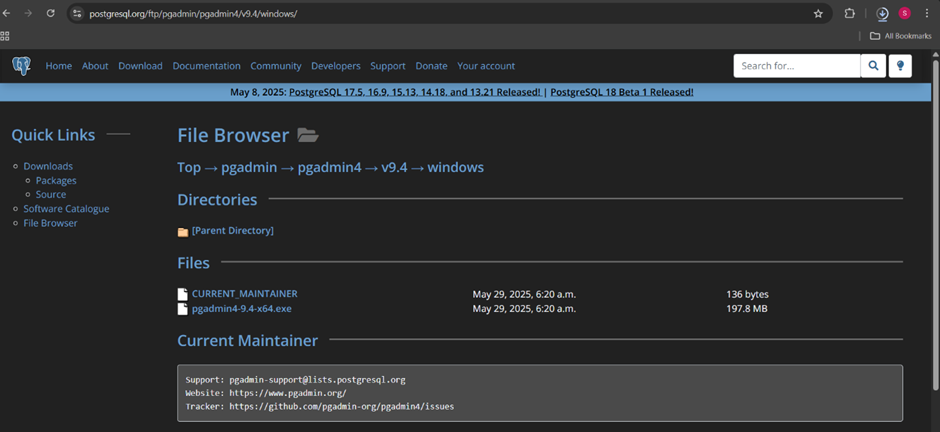 postgresql.org/ftp/pgadmin/pgadmin4/v9.4/windows/
S
All Bookmarks
Home About Download Documentation Community Developers Support Donate Your account
Search for...
May 8, 2025: PostgreSQL 17.5, 16.9, 15.13, 14.18, and 13.21 Released! | PostgreSQL 18 Beta 1 Released!
Quick Links
Downloads
Packages
Source
Software Catalogue
File Browser
File Browser
Top → pgadmin → pgadmin4 → v9.4 → windows
Directories
[Parent Directory]
Files
CURRENT_MAINTAINER May 29, 2025, 6:20 a.m. 136 bytes
pgadmin4-9.4-x64.exe May 29, 2025, 6:20 a.m. 197.8 MB
Current Maintainer
Support: pgadmin-support@lists.postgresql.org
Website: https://www.pgadmin.org/
Tracker: https://github.com/pgadmin-org/pgadmin4/issues